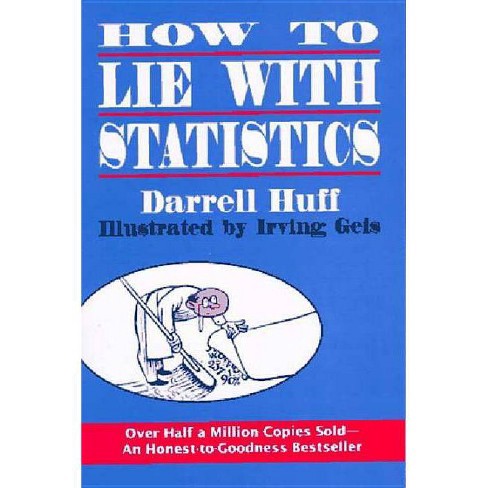 HOW TO
LIE WITH
STATISTICS
Darrell Huff
Illustrated by Irving Geis
Over Half a Million Copies Sold—
An Honest-to-Goodness Bestseller